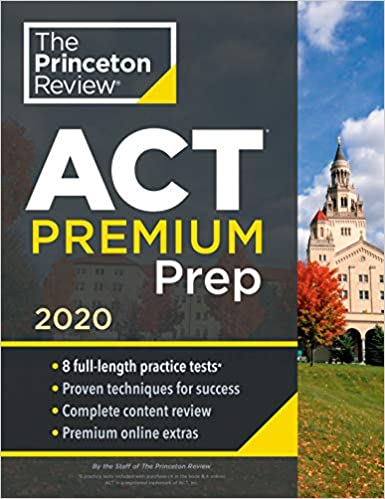 The
Princeton
Review®
ACT®
PREMIUM
Prep
2020
• 8 full-length practice tests*
• Proven techniques for success
• Complete content review
• Premium online extras
By the Staff of The Princeton Review